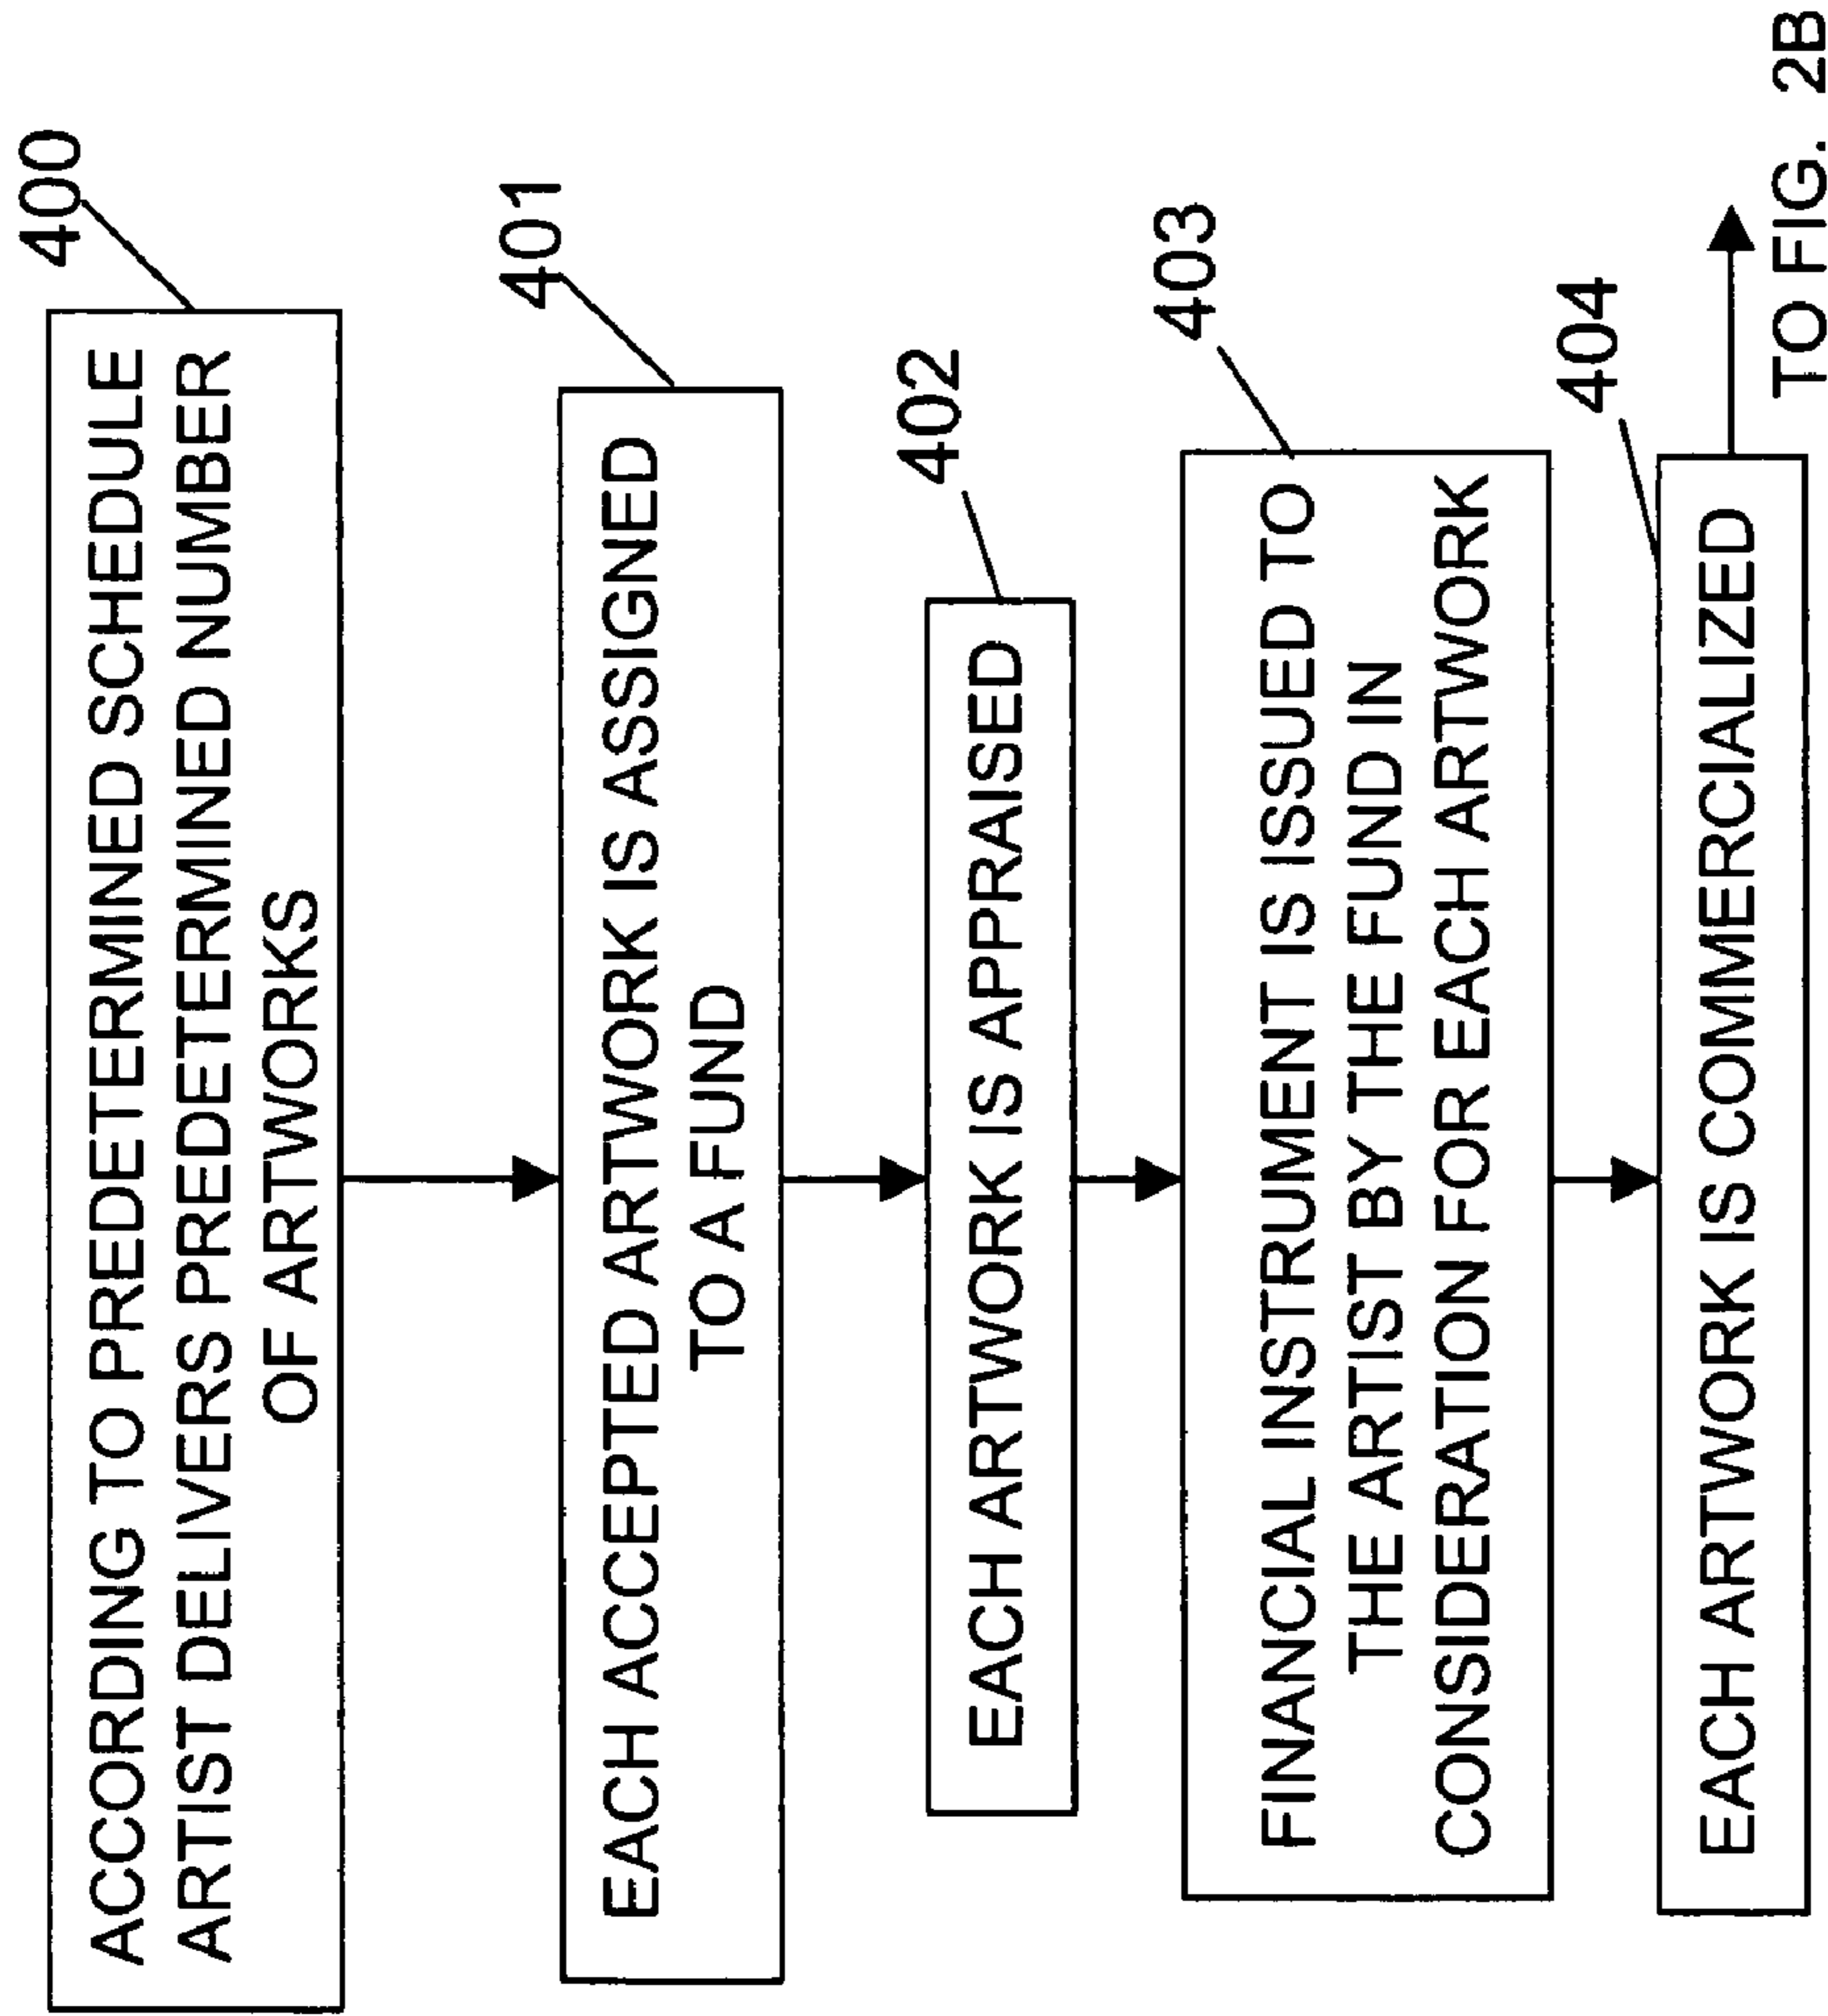 400
ACCORDING TO PREDETERMINED SCHEDULE
ARTIST DELIVERS PREDETERMINED NUMBER
OF ARTWORKS
401
EACH ACCEPTED ARTWORK IS ASSIGNED
TO A FUND
402
EACH ARTWORK IS APPRAISED
403
FINANCIAL INSTRUMENT IS ISSUED TO
THE ARTIST BY THE FUND IN
CONSIDERATION FOR EACH ARTWORK
404
EACH ARTWORK IS COMMERCIALIZED
TO FIG. 2B